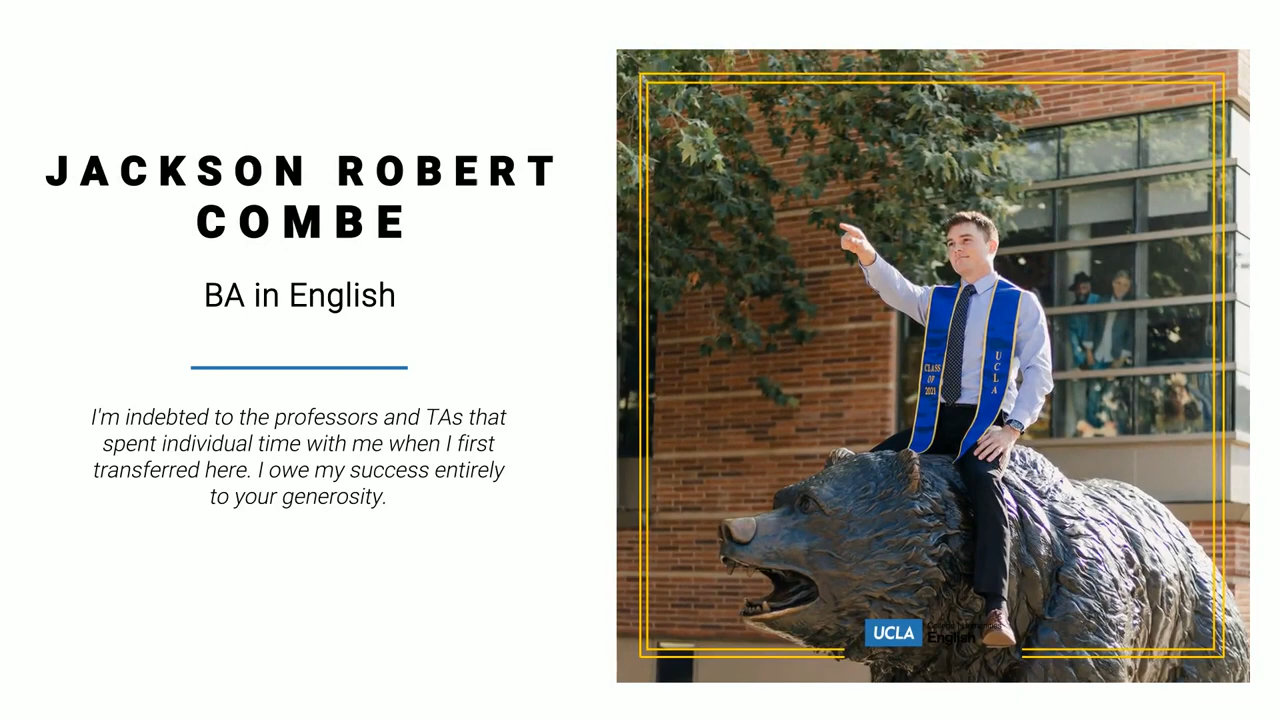 JACKSON ROBERT
COMBE
BA in English
I'm indebted to the professors and TAs that
spent individual time with me when I first
transferred here. I owe my success entirely
to your generosity.
CLASS
OF
2023
UCLA
UCLA
English